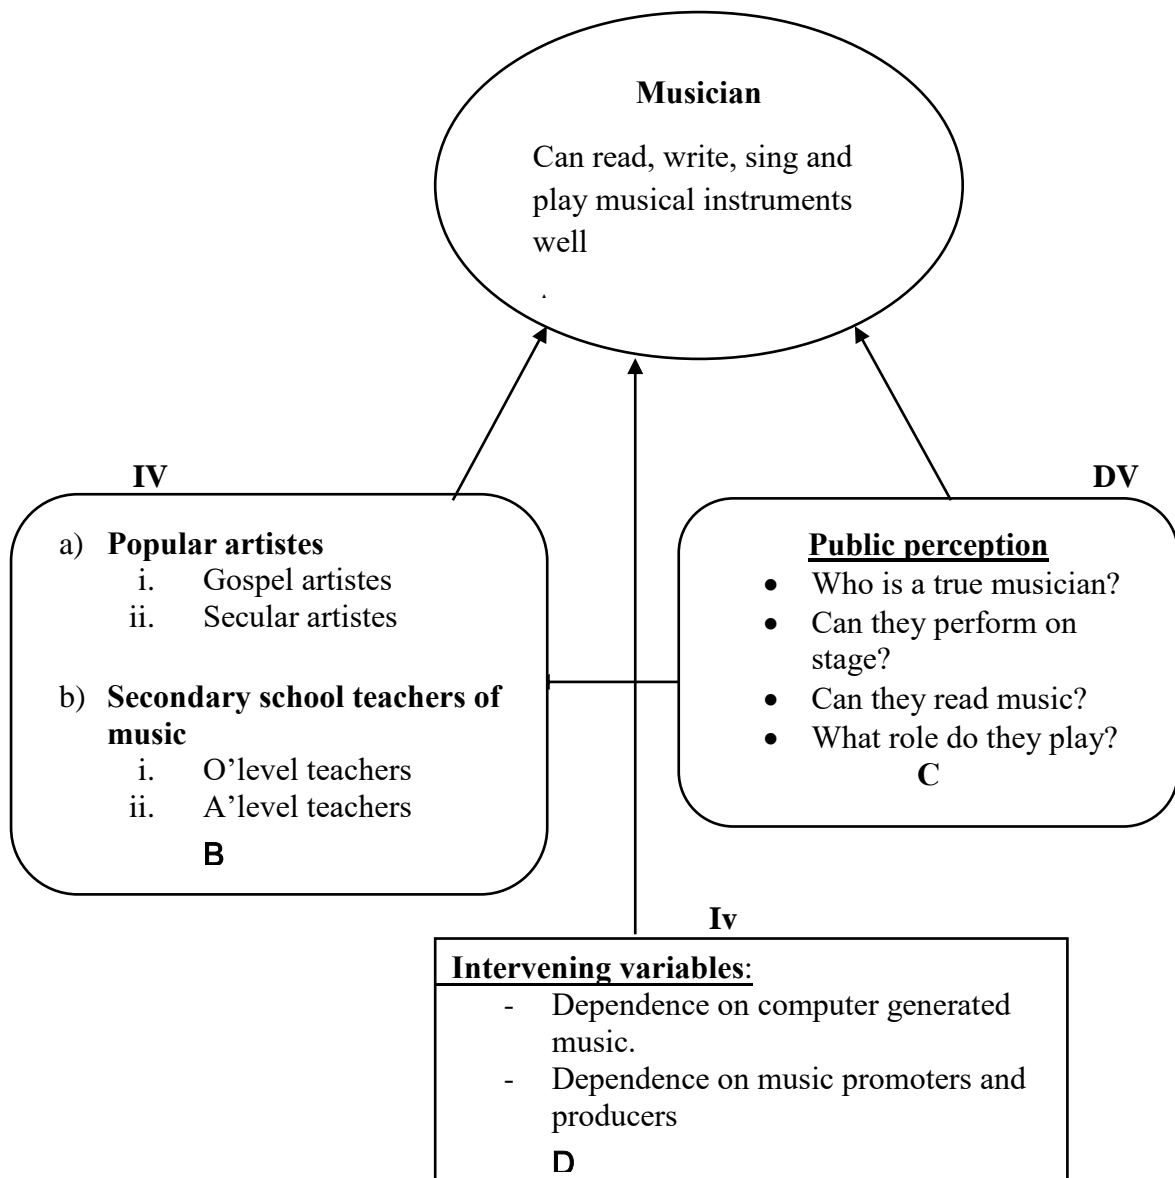 Musician
Can read, write, sing and
play musical instruments
well
IV
a) Popular artistes
i. Gospel artistes
ii. Secular artistes
b) Secondary school teachers of
music
i. O’level teachers
ii. A’level teachers
B
DV
Public perception
• Who is a true musician?
• Can they perform on
stage?
• Can they read music?
• What role do they play?
C
Iv
Intervening variables:
- Dependence on computer generated
music.
- Dependence on music promoters and
producers
D